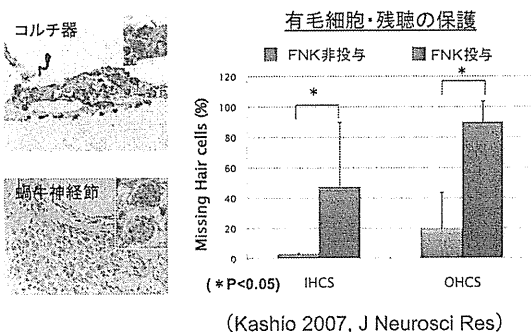 コルチ器
蝸牛神経節
有毛細胞・残聴の保護
FNK非投与
FNK投与
Missing Hair cells (%)
120
100
80
60
40
20
0
*
*
IHCS
OHCS
(*P<0.05)
(Kashio 2007, J Neurosci Res)